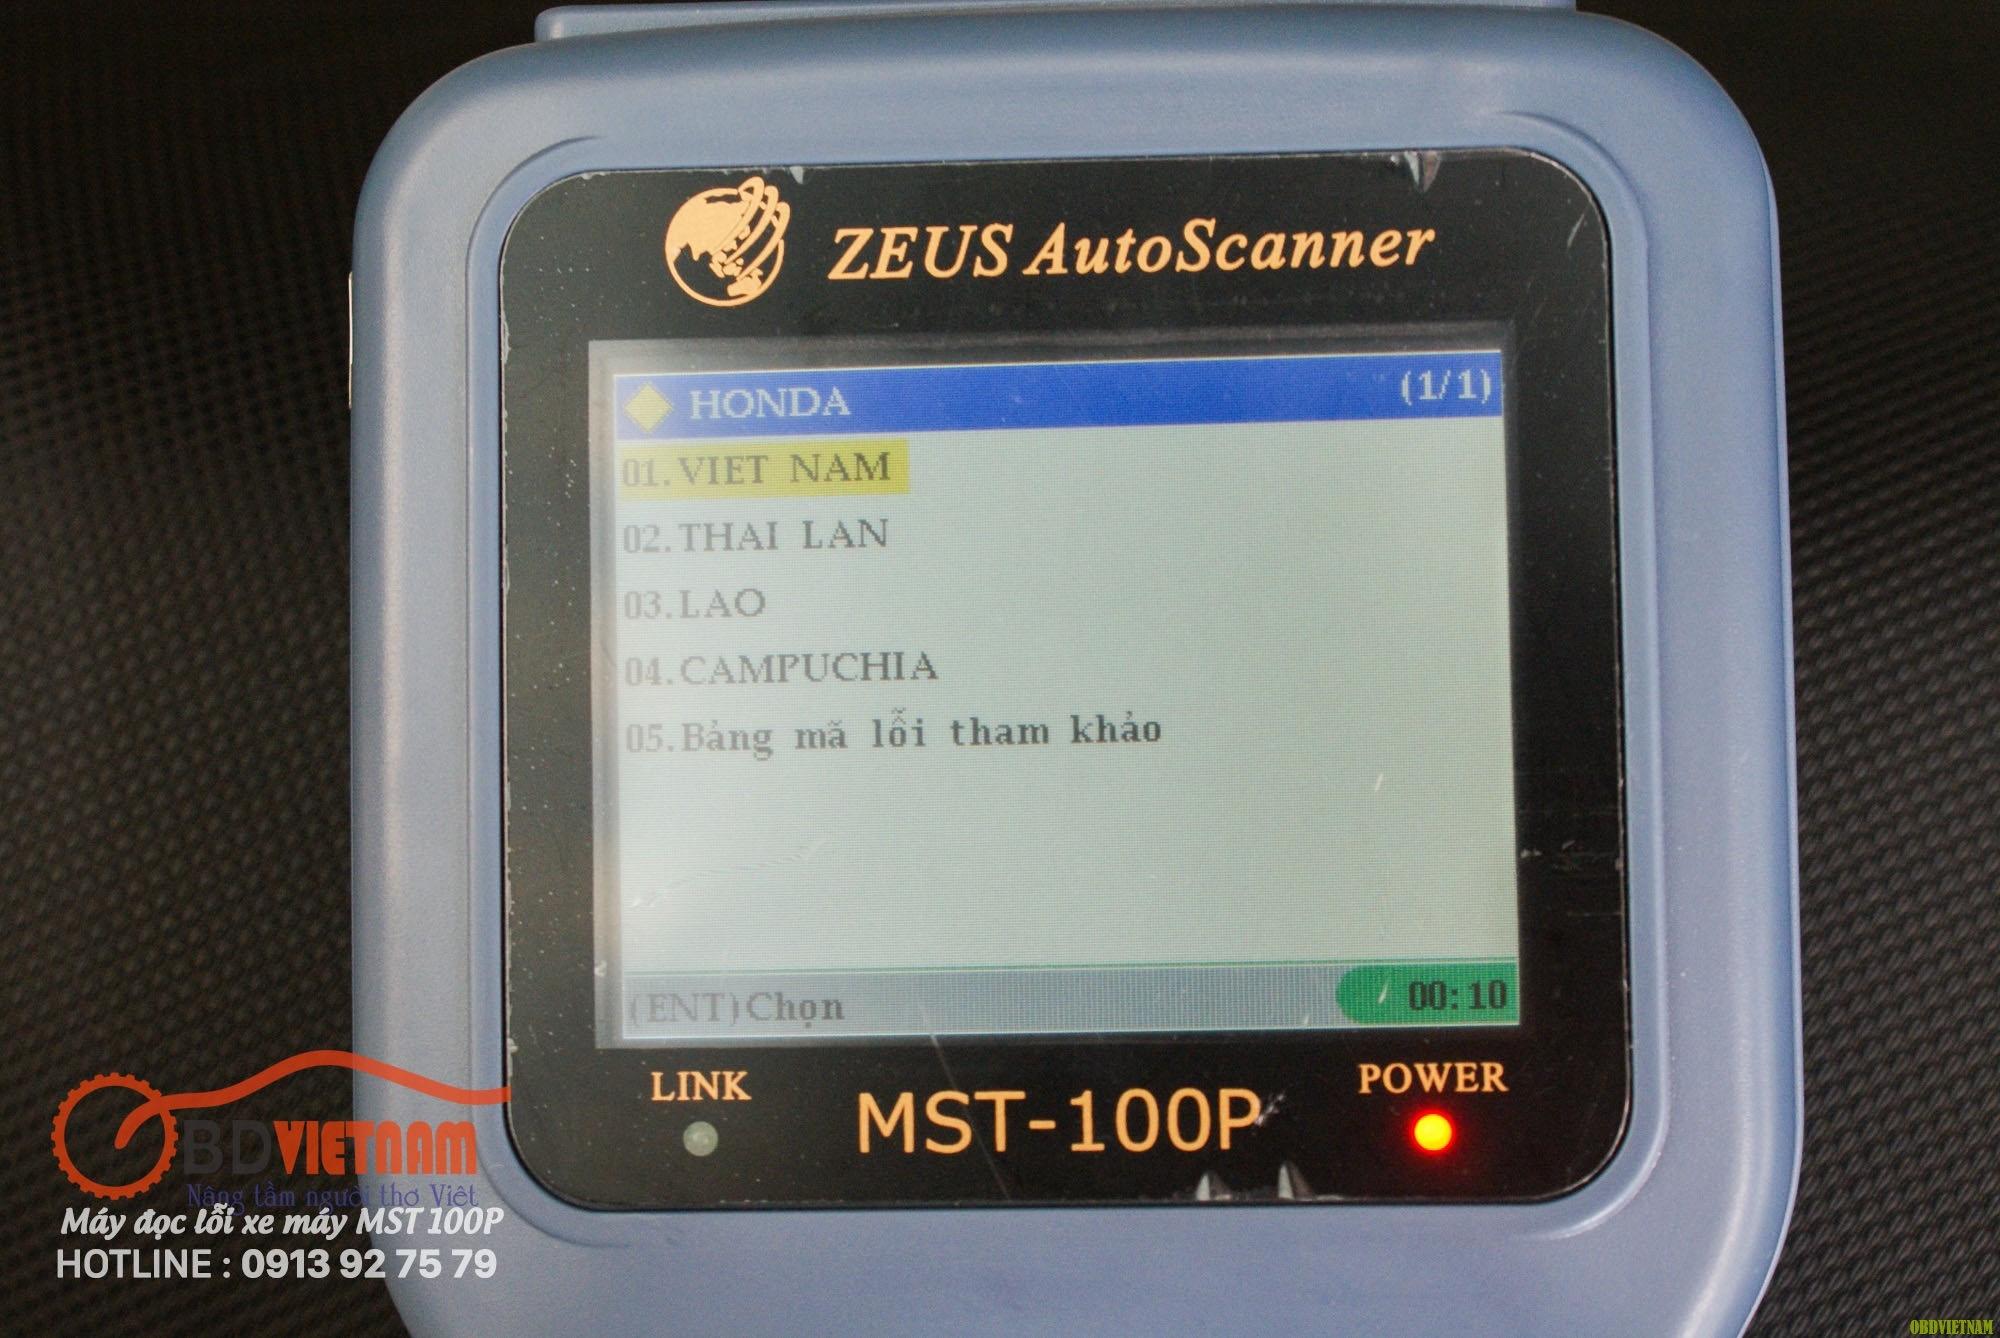 ZEUS AutoScanner
HONDA (1/1)
01.VIET NAM
02.THAI LAN
03.LAO
04.CAMPUCHIA
05.Bảng mã lỗi tham khảo
(ENT)Chọn 00:10
LINK
POWER
MST-100P
OBDVIETNAM
Nâng tầm người thợ Việt
Máy đọc lỗi xe máy MST 100P
HOTLINE : 0913 92 75 79
OBDVIETNAM